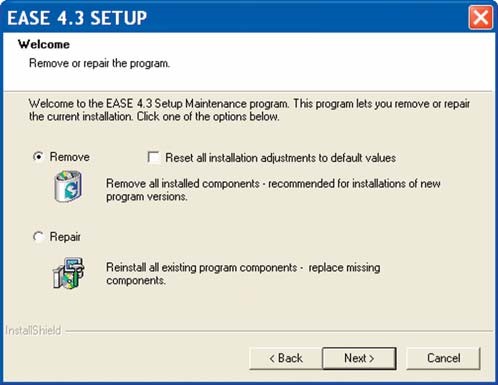 EASE 4.3 SETUP
Welcome
Remove or repair the program.
Welcome to the EASE 4.3 Setup Maintenance program. This program lets you remove or repair
the current installation. Click one of the options below.
Remove
Reset all installation adjustments to default values
Remove all installed components - recommended for installations of new
program versions.
Repair
Reinstall all existing program components - replace missing
components.
InstallShield
< Back
Next >
Cancel